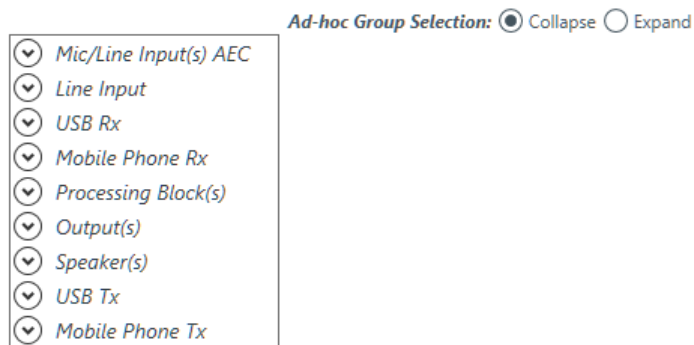 Ad-hoc Group Selection: Collapse Expand
Mic/Line Input(s) AEC
Line Input
USB Rx
Mobile Phone Rx
Processing Block(s)
Output(s)
Speaker(s)
USB Tx
Mobile Phone Tx